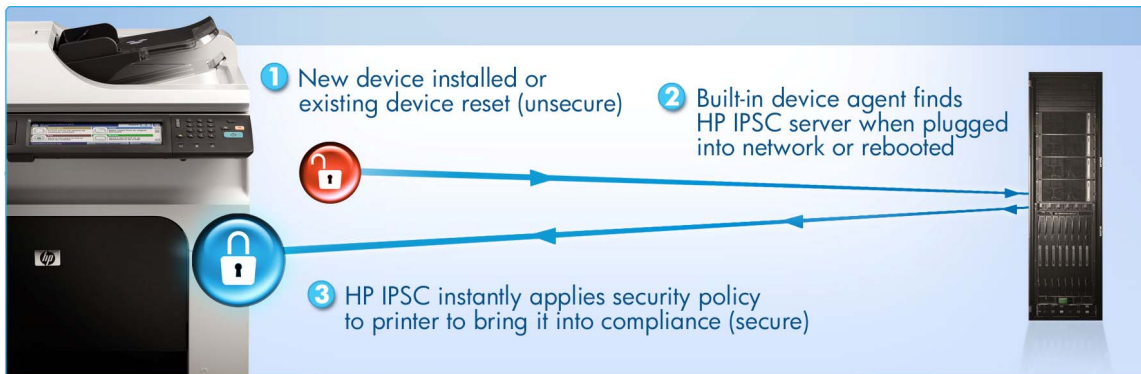 1 New device installed or
existing device reset (unsecure)
2 Built-in device agent finds
HP IPSC server when plugged
into network or rebooted
hp
3 HP IPSC instantly applies security policy
to printer to bring it into compliance (secure)